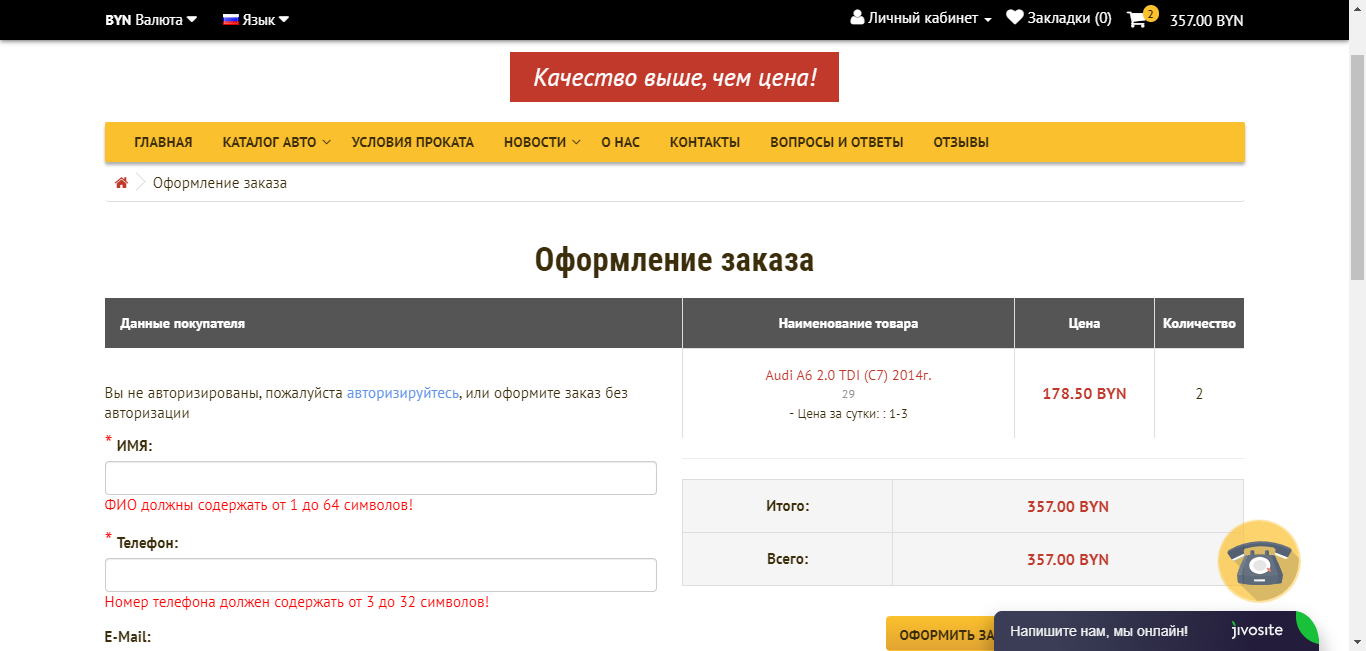 BYN Валюта
Язык
Личный кабинет
Закладки (0)
2
357.00 BYN
Качество выше, чем цена!
ГЛАВНАЯ
КАТАЛОГ АВТО
УСЛОВИЯ ПРОКАТА
НОВОСТИ
О НАС
КОНТАКТЫ
ВОПРОСЫ И ОТВЕТЫ
ОТЗЫВЫ
Оформление заказа
Оформление заказа
Данные покупателя
Наименование товара
Цена
Количество
Вы не авторизированы, пожалуйста авторизируйтесь, или оформите заказ без
авторизации
* ИМЯ:
ФИО должны содержать от 1 до 64 символов!
* Телефон:
Номер телефона должен содержать от 3 до 32 символов!
E-Mail:
Audi A6 2.0 TDI (C7) 2014г.
29
- Цена за сутки: : 1-3
178.50 BYN
2
Итого:
357.00 BYN
Всего:
357.00 BYN
ОФОРМИТЬ ЗА
Напишите нам, мы онлайн!
jivosite